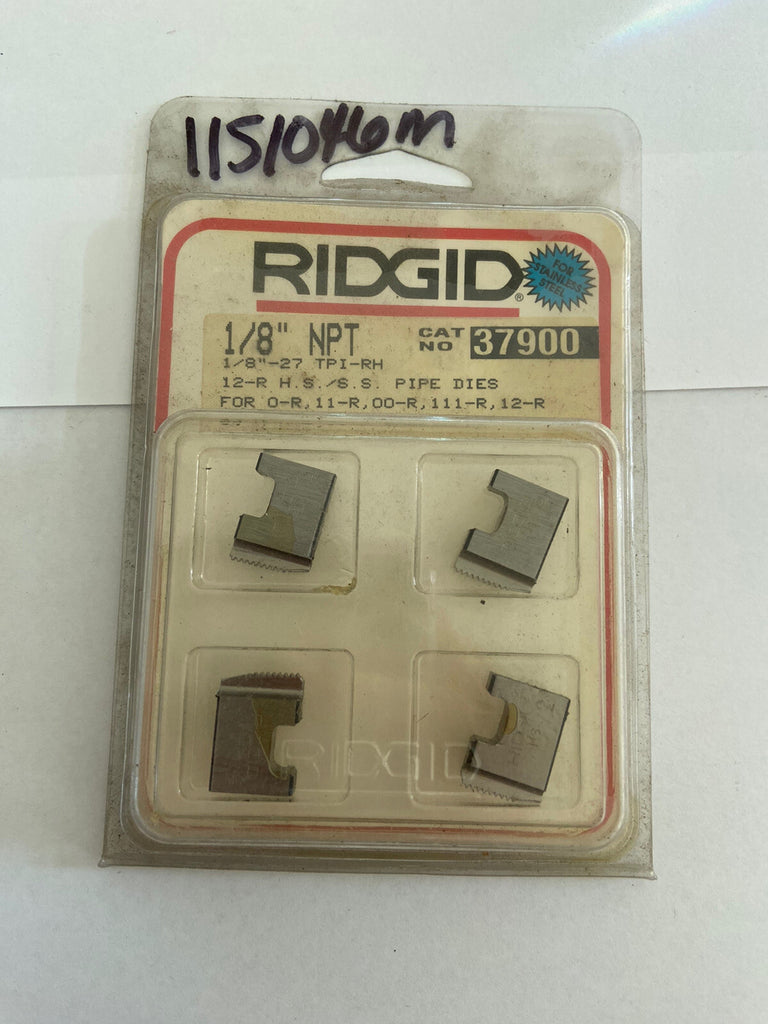 1151046m
RIDGID®
FOR
STAINLESS
STEEL
1/8" NPT
CAT
NO 37900
1/8"-27 TPI-RH
12-R H.S./S.S. PIPE DIES
FOR O-R,11-R,OO-R,111-R,12-R
RIDGID